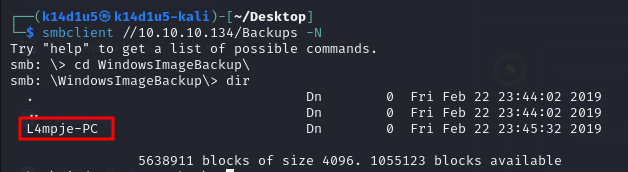 ┌──(k14d1u5㉿k14d1u5-kali)-[~/Desktop]
└─$ smbclient //10.10.10.134/Backups -N
Try "help" to get a list of possible commands.
smb: \> cd WindowsImageBackup\
smb: \WindowsImageBackup\> dir
. Dn 0 Fri Feb 22 23:44:02 2019
.. Dn 0 Fri Feb 22 23:44:02 2019
L4mpje-PC Dn 0 Fri Feb 22 23:45:32 2019
5638911 blocks of size 4096. 1055123 blocks available